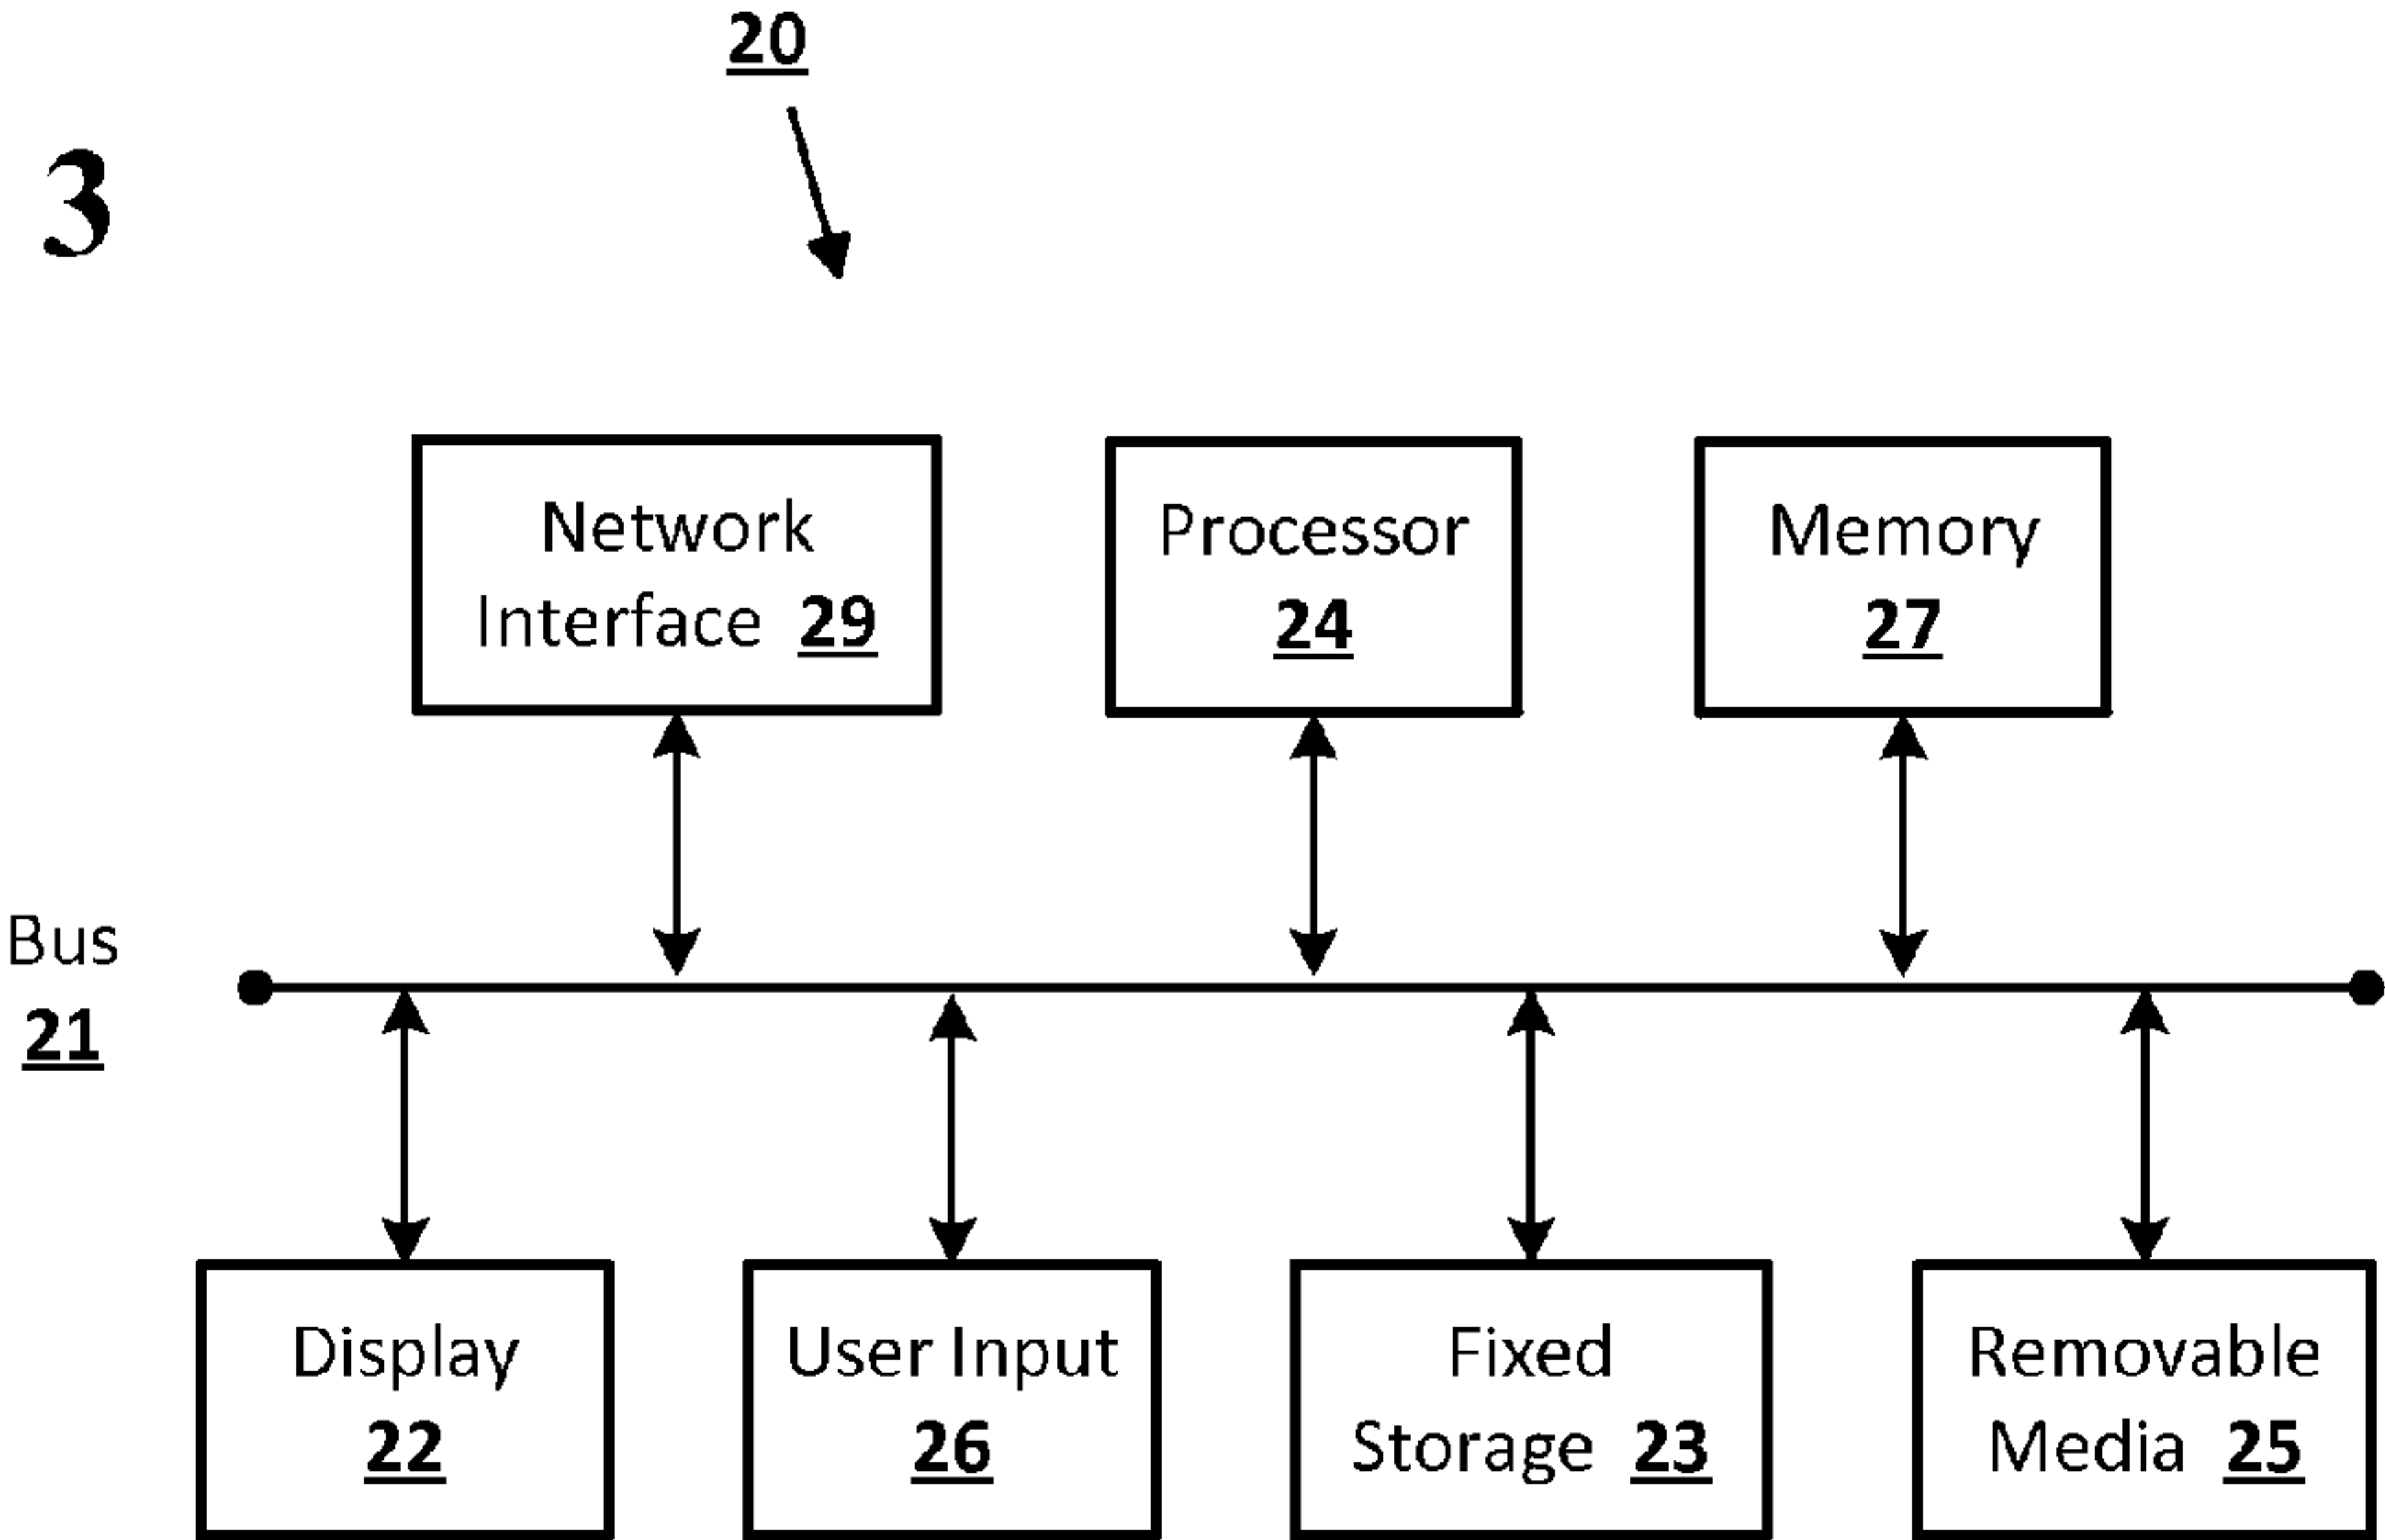 20
3
Network
Interface 29
Processor
24
Memory
27
Bus
21
Display
22
User Input
26
Fixed
Storage 23
Removable
Media 25